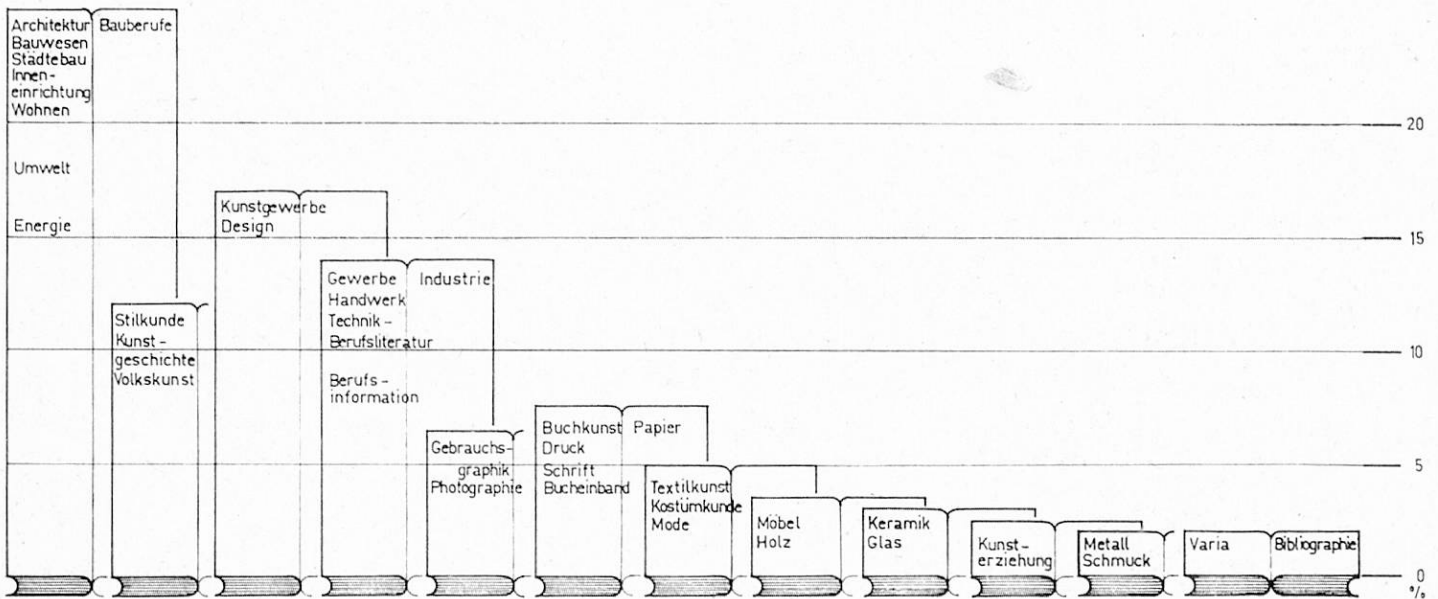 Architektur
Bauwesen
Städtebau
Innen-
einrichtung
Wohnen
Umwelt
Energie
Bauberufe
Stilkunde
Kunst-
geschichte
Volkskunst
Kunstgewerbe
Design
Gewerbe
Handwerk
Technik-
Berufsliteratur
Berufs-
information
Industrie
Gebrauchs-
graphik
Photographie
Buchkunst
Druck
Schrift
Bucheinband
Papier
Textilkunst
Kostümkunde
Mode
Möbel
Holz
Keramik
Glas
Kunst-
erziehung
Metall
Schmuck
Varia
Bibliographie
20
15
10
5
0
%